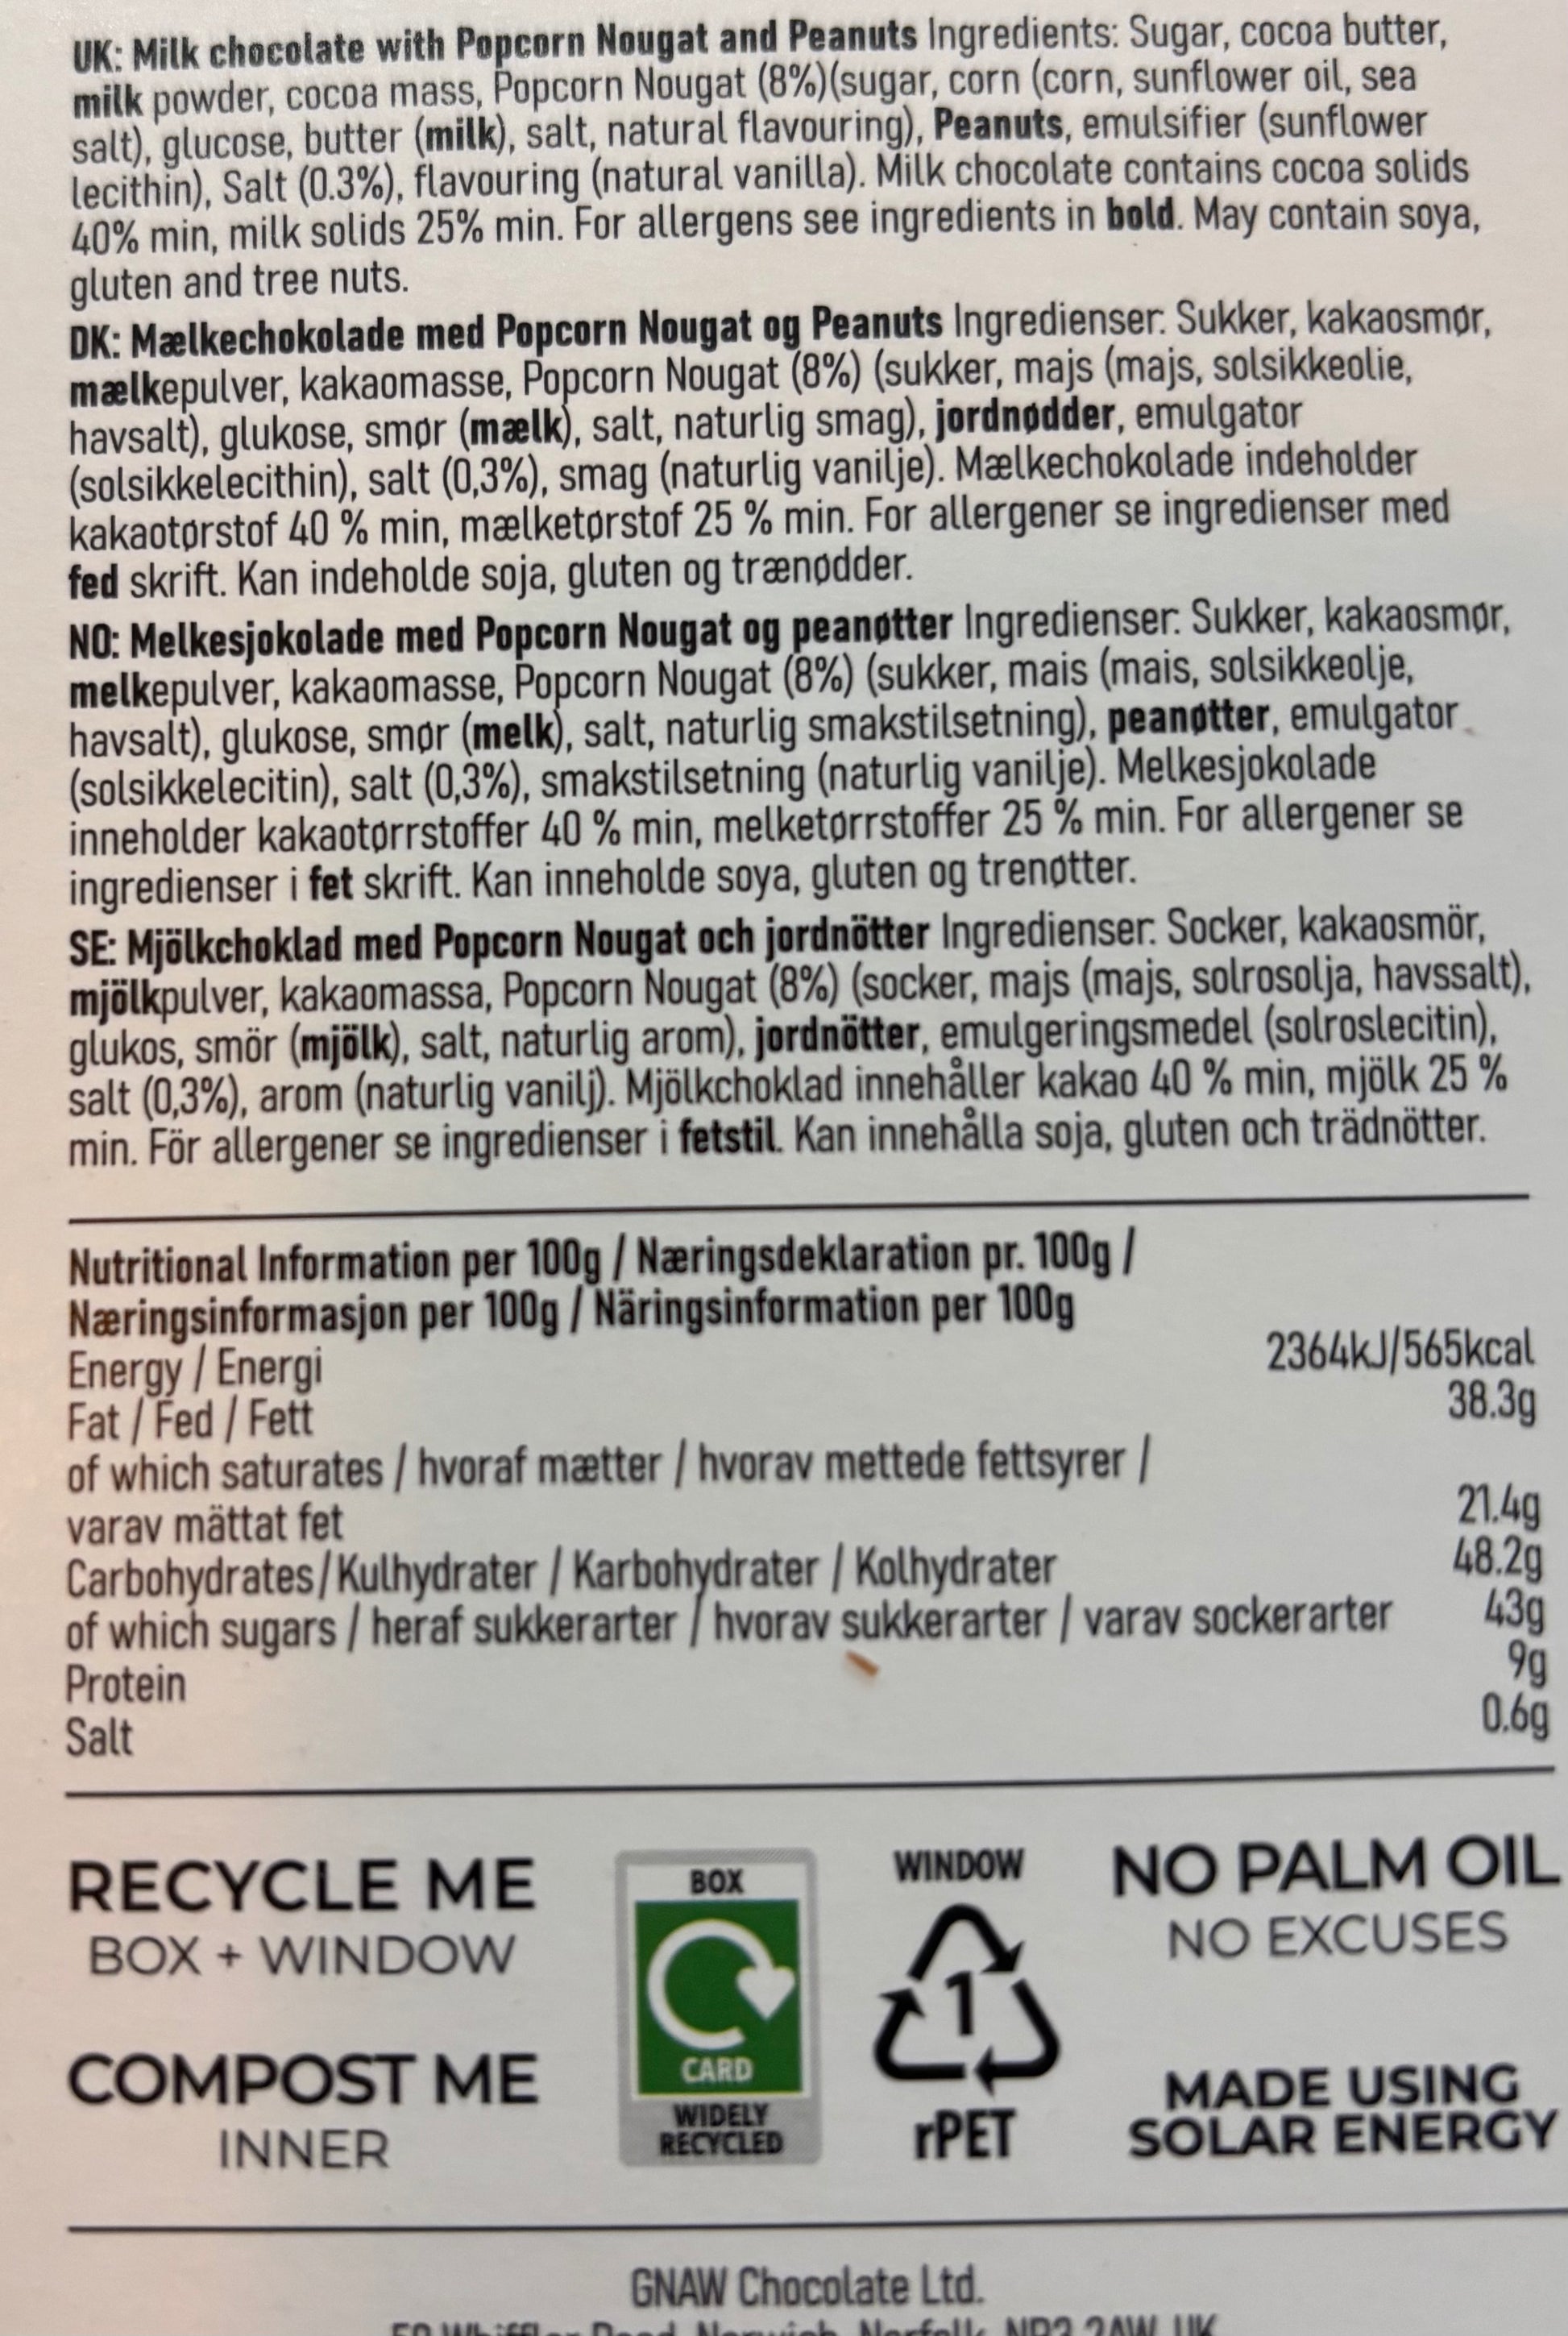 UK: Milk chocolate with Popcorn Nougat and Peanuts Ingredients: Sugar, cocoa butter,
milk powder, cocoa mass, Popcorn Nougat (8%)(sugar, corn (corn, sunflower oil, sea
salt), glucose, butter (milk), salt, natural flavouring), Peanuts, emulsifier (sunflower
lecithin), Salt (0.3%), flavouring (natural vanilla). Milk chocolate contains cocoa solids
40% min, milk solids 25% min. For allergens see ingredients in bold. May contain soya,
gluten and tree nuts.
DK: Mælkechokolade med Popcorn Nougat og Peanuts Ingredienser: Sukker, kakaosmør,
mælkepulver, kakaomasse, Popcorn Nougat (8%) (sukker, majs (majs, solsikkeolie,
havsalt), glukose, smør (mælk), salt, naturlig smag), jordnødder, emulgator
(solsikkelecithin), salt (0,3%), smag (naturlig vanilje). Mælkechokolade indeholder
kakaotørstof 40 % min, mælketørstof 25 % min. For allergener se ingredienser med
fed skrift. Kan indeholde soja, gluten og trænødder.
NO: Melkesjokolade med Popcorn Nougat og peanøtter Ingredienser: Sukker, kakaosmør,
melkepulver, kakaomasse, Popcorn Nougat (8%) (sukker, mais (mais, solsikkeolje,
havsalt), glukose, smør (melk), salt, naturlig smakstilsetning), peanøtter, emulgator
(solsikkelecitin), salt (0,3%), smakstilsetning (naturlig vanilje). Melkesjokolade
inneholder kakaotørrstoffer 40 % min, melketørrstoffer 25 % min. For allergener se
ingredienser i fet skrift. Kan inneholde soya, gluten og trenøtter.
SE: Mjölkchoklad med Popcorn Nougat och jordnötter Ingredienser: Socker, kakaosmör,
mjölkpulver, kakaomassa, Popcorn Nougat (8%) (socker, majs (majs, solrosolja, havssalt),
glukos, smör (mjölk), salt, naturlig arom), jordnötter, emulgeringsmedel (solroslecitin),
salt (0,3%), arom (naturlig vanilj). Mjölkchoklad innehåller kakao 40 % min, mjölk 25 %
min. För allergener se ingredienser i fetstil. Kan innehålla soja, gluten och trädnötter.
Nutritional Information per 100g / Næringsdeklaration pr. 100g /
Næringsinformasjon per 100g / Näringsinformation per 100g
Energy / Energi 2364kJ/565kcal
Fat / Fed / Fett 38.3g
of which saturates / hvoraf mætter / hvorav mettede fettsyrer /
varav mättat fet 21.4g
Carbohydrates/Kulhydrater / Karbohydrater / Kolhydrater 48.2g
of which sugars / heraf sukkerarter / hvorav sukkerarter / varav sockerarter 43g
Protein 9g
Salt 0.6g
RECYCLE ME
BOX + WINDOW
COMPOST ME
INNER
BOX
CARD
WIDELY
RECYCLED
WINDOW
1
rPET
NO PALM OIL
NO EXCUSES
MADE USING
SOLAR ENERGY
GNAW Chocolate Ltd.
Road, Norwich, Norfolk, NR3 2AW, UK